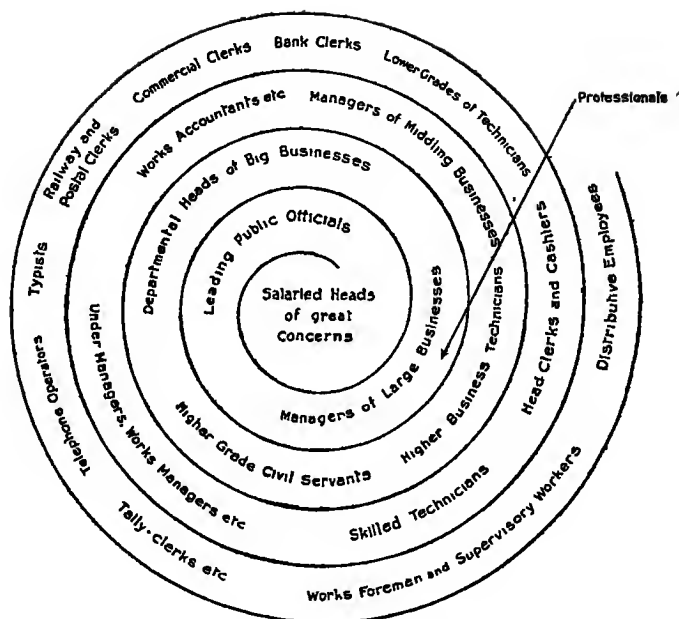 Salaried Heads
of great
Concerns
Leading Public Officials
Managers of Large Businesses
Higher Grade Civil Servants
Departmental Heads of Big Businesses
Higher Business Technicians
Managers of Middling Businesses
Works Accountants etc
Under Managers, Works Managers etc
Skilled Technicians
Head Clerks and Cashiers
Lower Grades of Technicians
Bank Clerks
Commercial Clerks
Railway and
Postal Clerks
Typists
Telephone Operators
Tally-clerks etc
Works Foreman and Supervisory Workers
Distributive Employees
Professionals